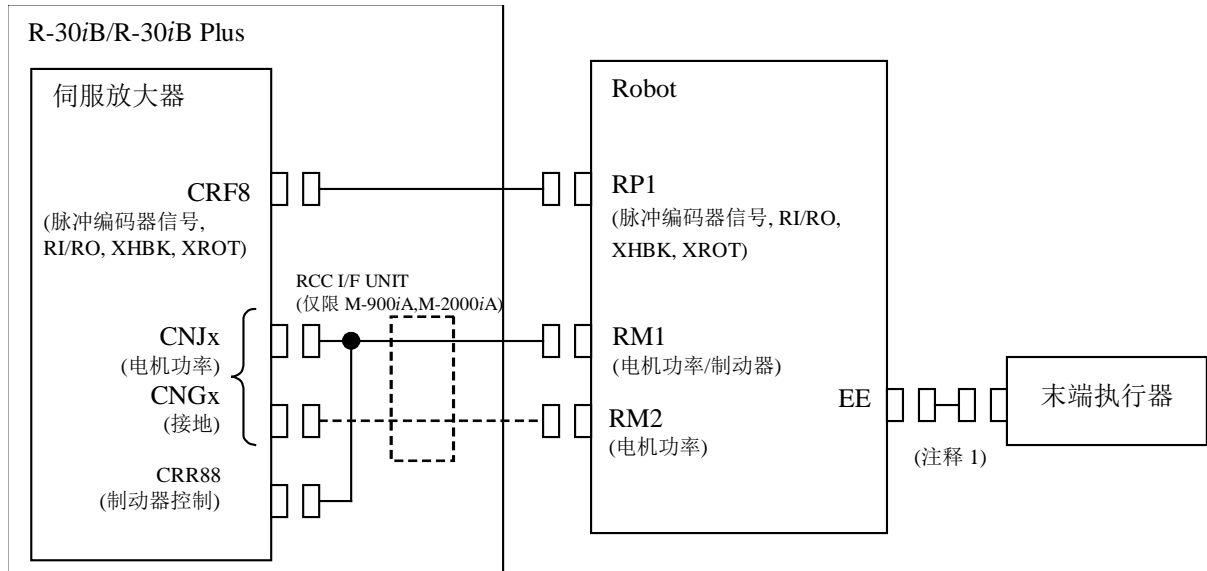 R-30iB/R-30iB Plus
伺服放大器
CRF8
(脉冲编码器信号,
RI/RO, XHBK, XROT)
RCC I/F UNIT
(仅限 M-900iA,M-2000iA)
CNJx
(电机功率)
CNGx
(接地)
CRR88
(制动器控制)
Robot
RP1
(脉冲编码器信号, RI/RO,
XHBK, XROT)
RM1
(电机功率/制动器)
RM2
(电机功率)
EE
(注释 1)
末端执行器